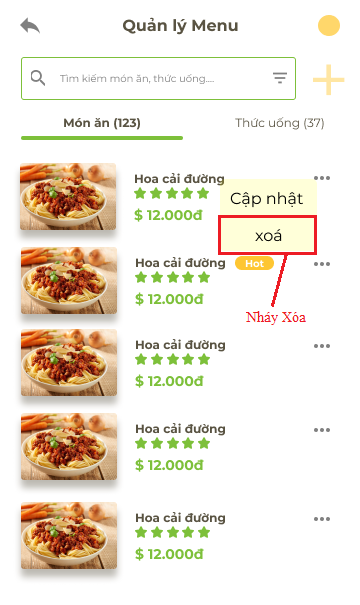 Quản lý Menu
Tìm kiếm món ăn, thức uống....
Món ăn (123)
Thức uống (37)
Hoa cải đường
$ 12.000đ
Cập nhật
xoá
Hoa cải đường
Hot
$ 12.000đ
Nháy Xóa
Hoa cải đường
$ 12.000đ
Hoa cải đường
$ 12.000đ
Hoa cải đường
$ 12.000đ